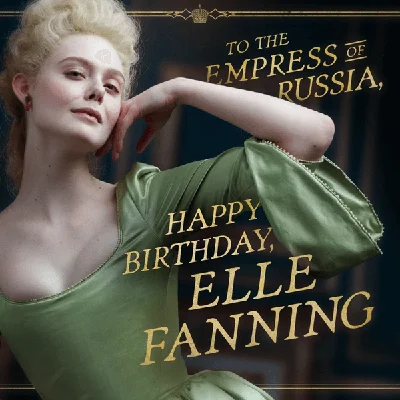 TO THE
EMPRESS OF
RUSSIA,
HAPPY
BIRTHDAY,
ELLE
FANNING